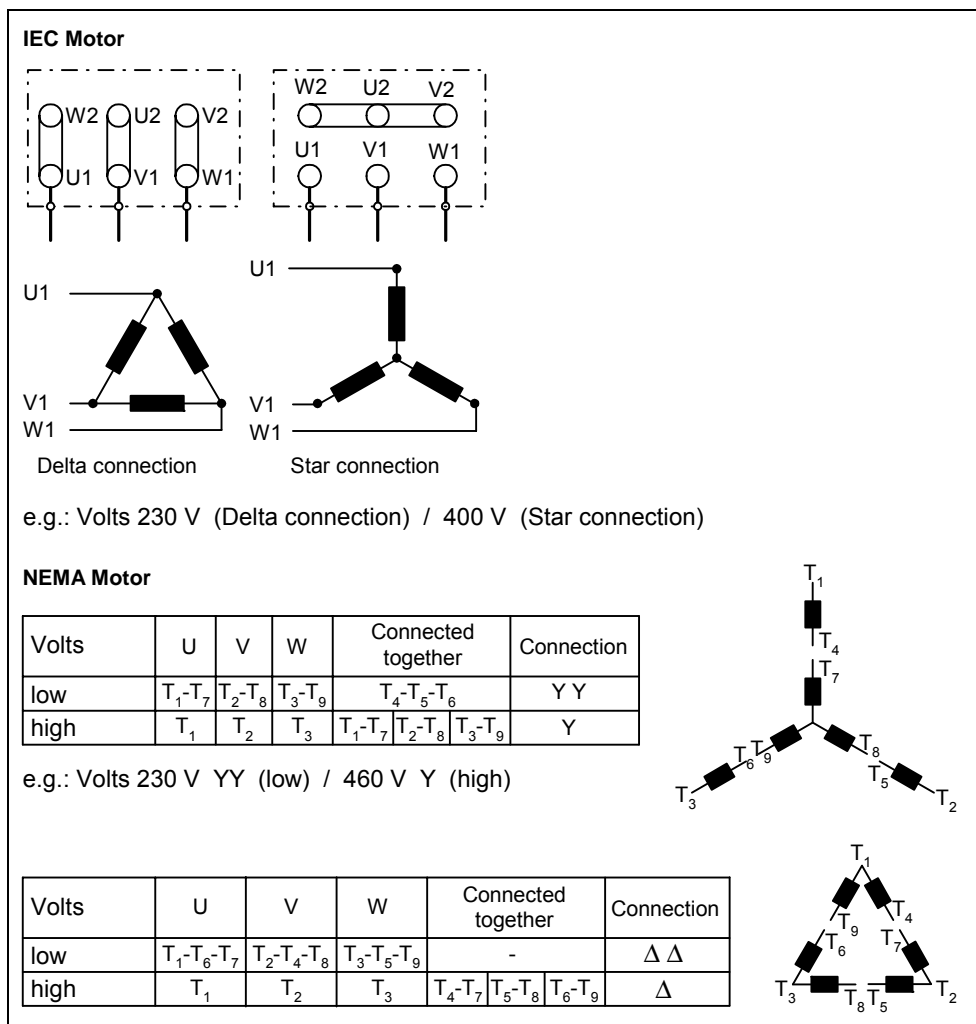 IEC Motor
W2 U2 V2
U1 V1 W1
W2 U2 V2
U1 V1 W1
U1
V1
W1
Delta connection
U1
V1
W1
Star connection
e.g.: Volts 230 V (Delta connection) / 400 V (Star connection)
NEMA Motor
Volts U V W Connected together Connection
low T1-T7 T2-T8 T3-T9 T4-T5-T6 Y Y
high T1 T2 T3 T1-T7 T2-T8 T3-T9 Y
e.g.: Volts 230 V YY (low) / 460 V Y (high)
T1
T4
T7
T6 T9 T8
T5
T3 T2
Volts U V W Connected together Connection
low T1-T6-T7 T2-T4-T8 T3-T5-T9 - Δ Δ
high T1 T2 T3 T4-T7 T5-T8 T6-T9 Δ
T1
T9 T4
T6 T7
T3 T8 T5 T2